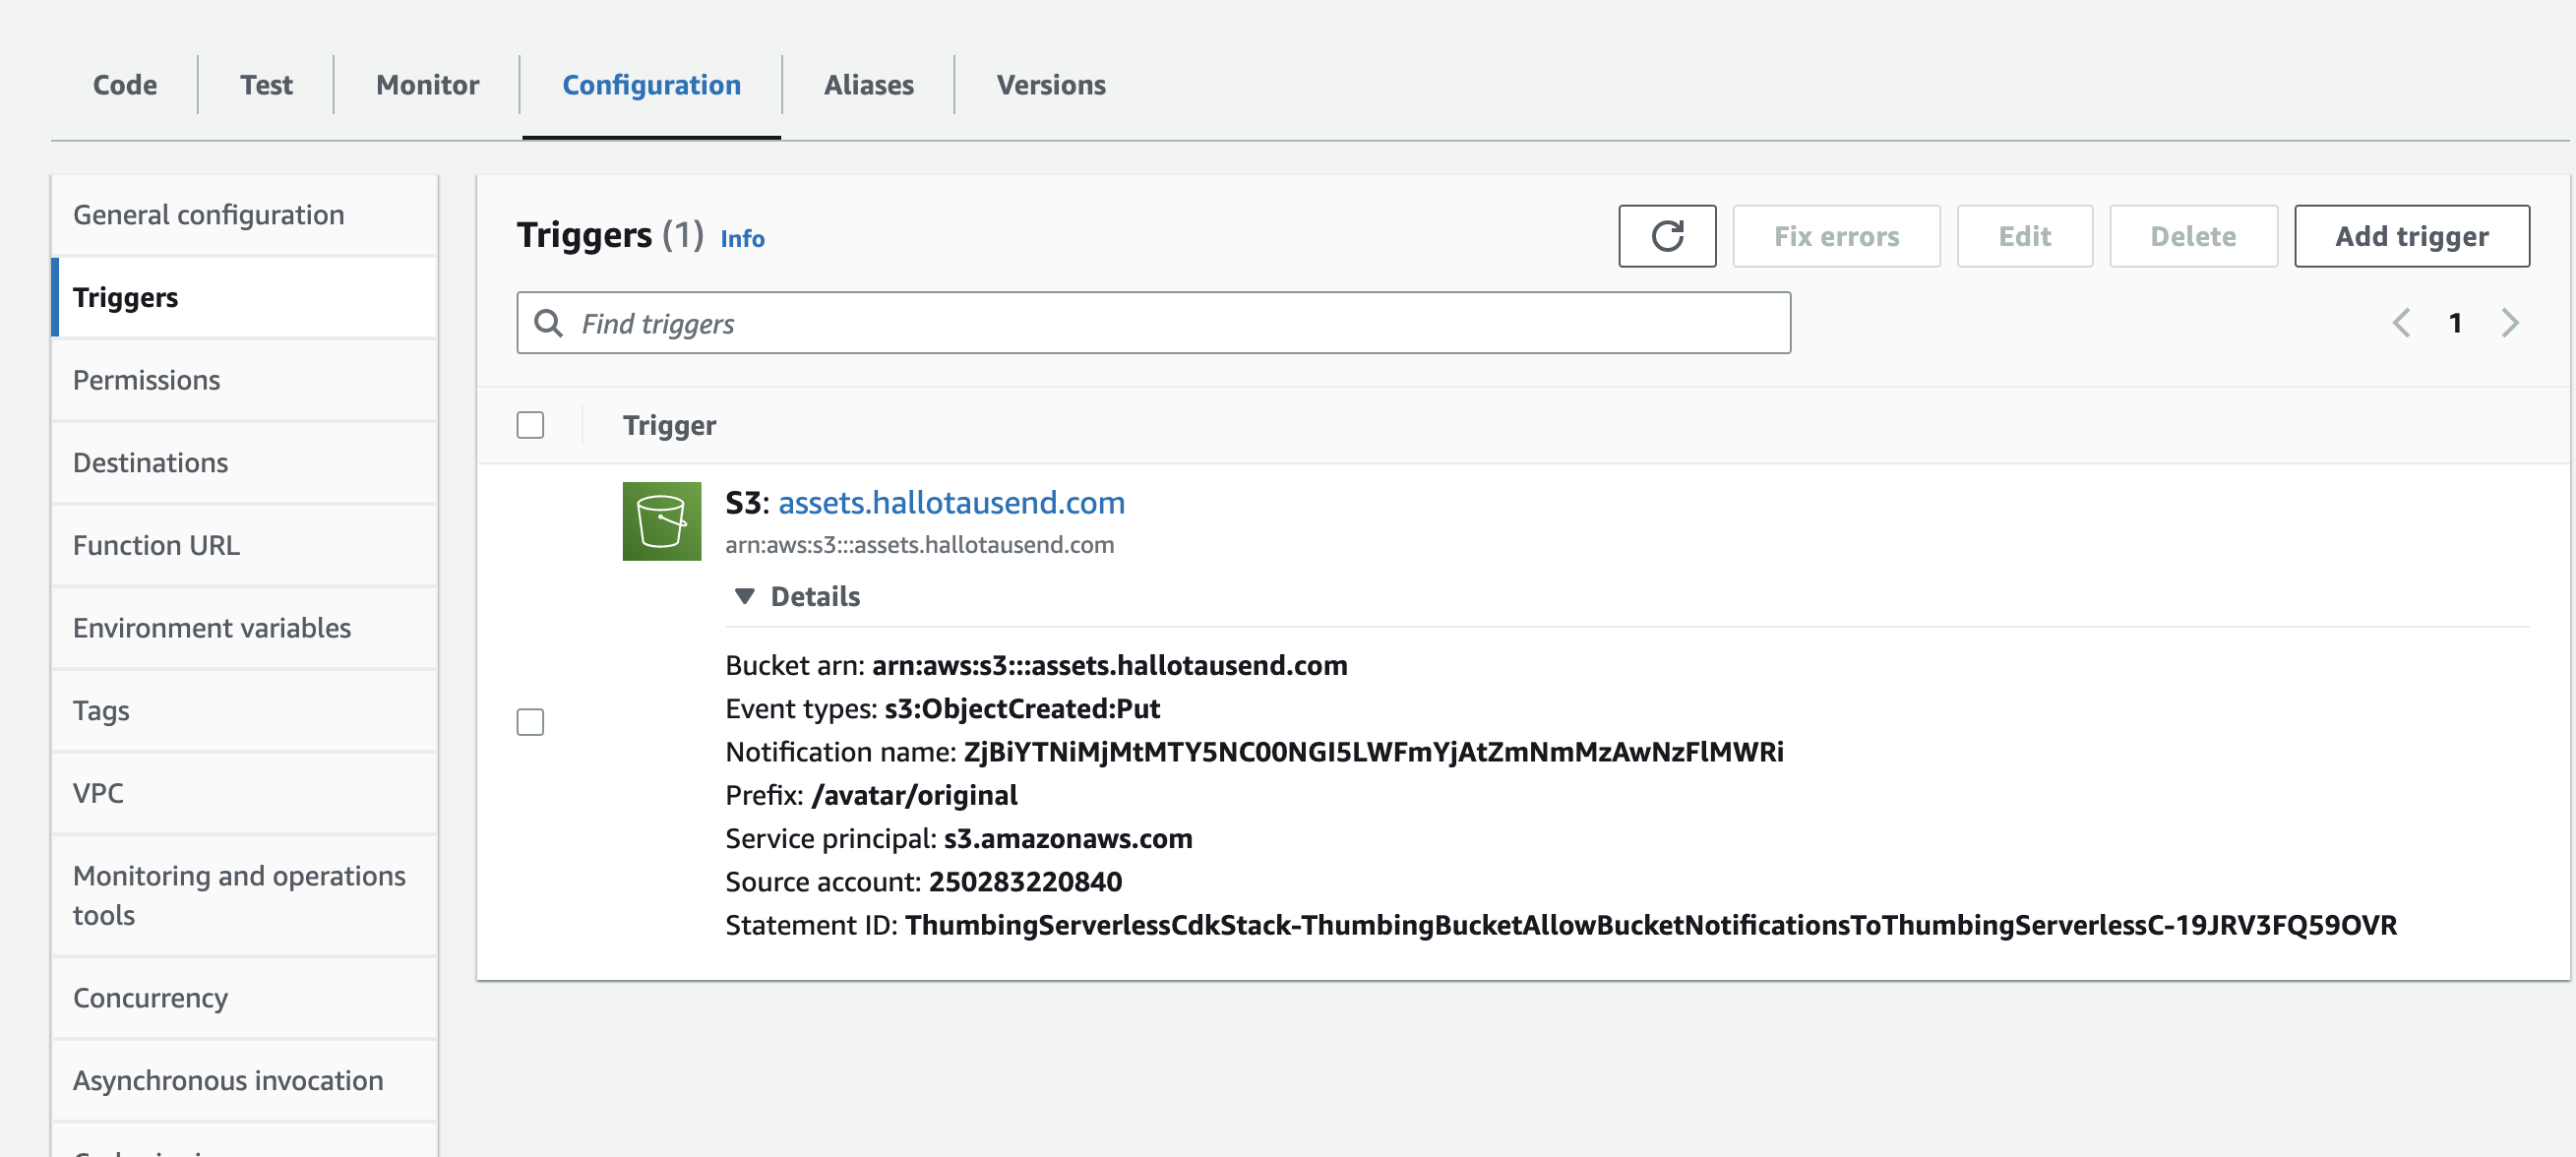 Code
Test
Monitor
Configuration
Aliases
Versions
General configuration
Triggers
Permissions
Destinations
Function URL
Environment variables
Tags
VPC
Monitoring and operations
tools
Concurrency
Asynchronous invocation
Triggers (1) Info
Fix errors
Edit
Delete
Add trigger
Find triggers
1
Trigger
S3: assets.hallotausend.com
arn:aws:s3:::assets.hallotausend.com
Details
Bucket arn: arn:aws:s3:::assets.hallotausend.com
Event types: s3:ObjectCreated:Put
Notification name: ZjBiYTNiMjMtMTY5NC00NGI5LWFmYjAtZmNmMzAwNzFlMWRi
Prefix: /avatar/original
Service principal: s3.amazonaws.com
Source account: 250283220840
Statement ID: ThumbingServerlessCdkStack-ThumbingBucketAllowBucketNotificationsToThumbingServerlessC-19JRV3FQ59OVR